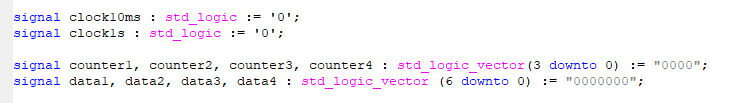 signal clock10ms : std_logic := '0';
signal clock1s : std_logic := '0';
signal counter1, counter2, counter3, counter4 : std_logic_vector(3 downto 0) := "0000";
signal data1, data2, data3, data4 : std_logic_vector (6 downto 0) := "0000000";